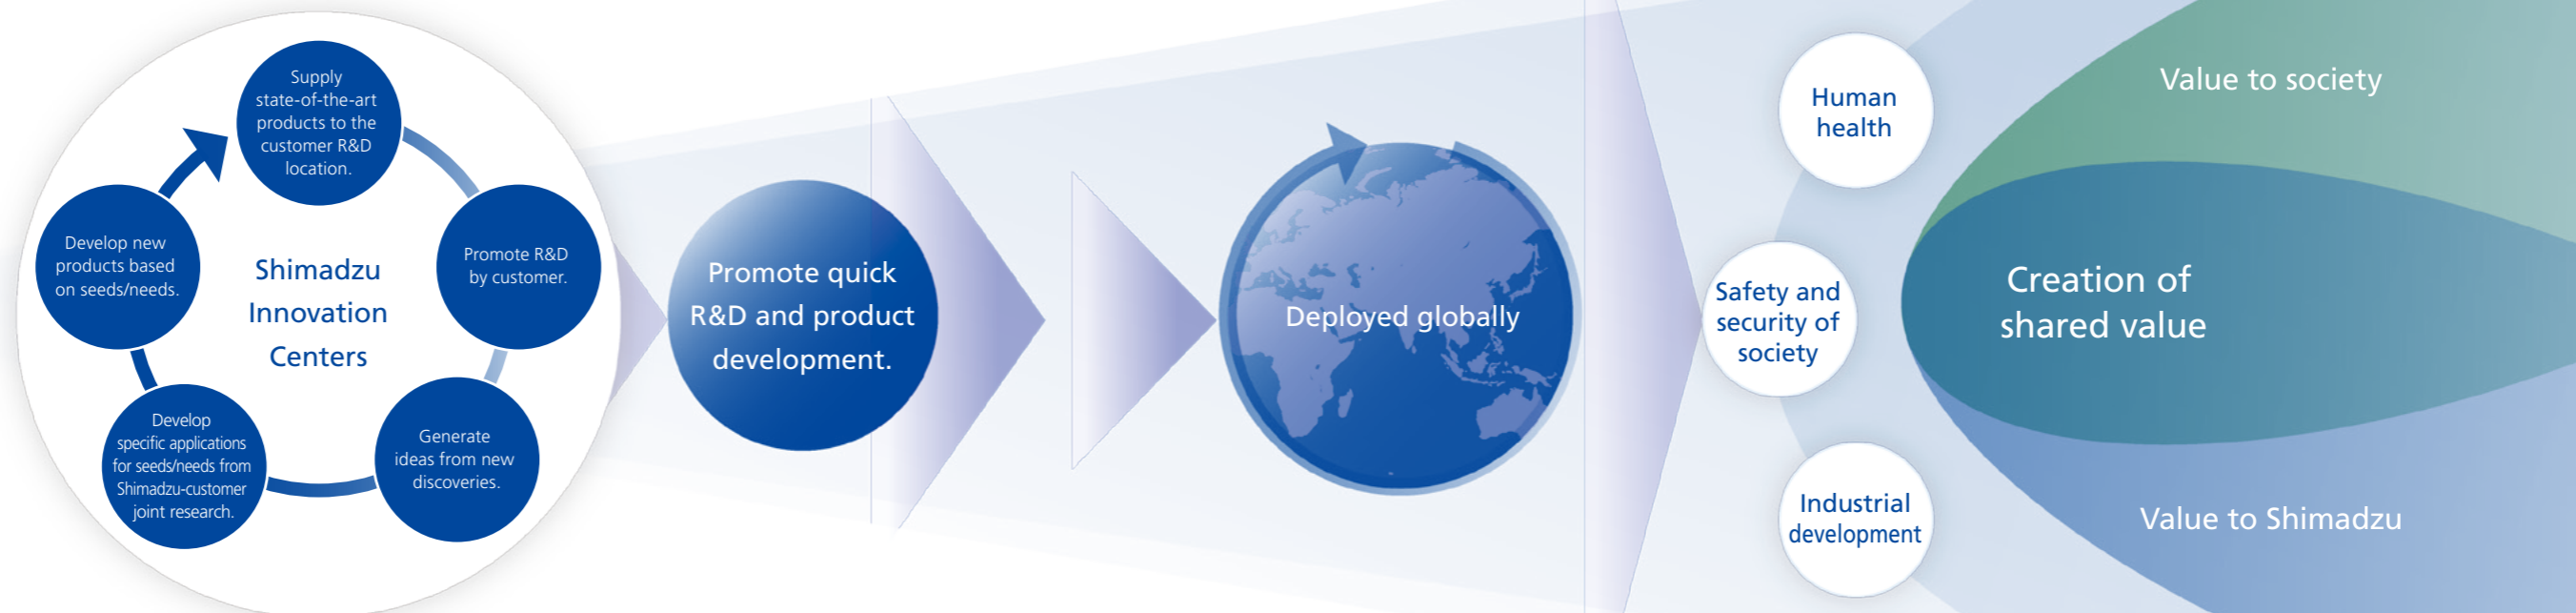 Supply
state-of-the-art
products to the
customer R&D
location.
Promote R&D
by customer.
Generate
ideas from new
discoveries.
Develop
specific applications
for seeds/needs from
Shimadzu-customer
joint research.
Develop new
products based
on seeds/needs.
Shimadzu
Innovation
Centers
Promote quick
R&D and product
development.
Deployed globally
Human
health
Safety and
security of
society
Industrial
development
Value to society
Creation of
shared value
Value to Shimadzu